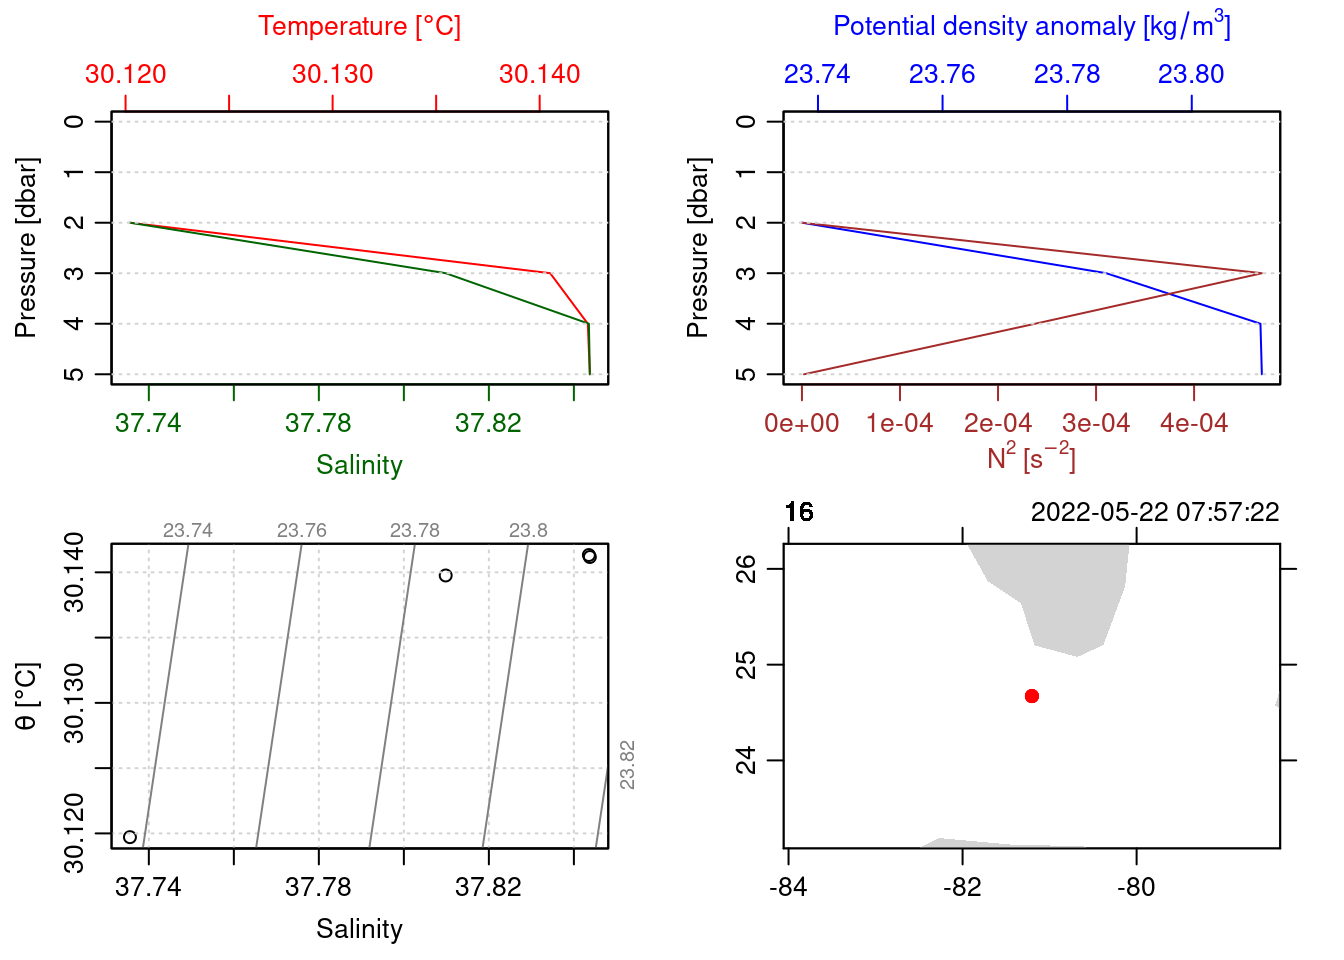 Temperature [°C]
30.120 30.130 30.140
0
1
2
3
4
5
Pressure [dbar]
37.74 37.78 37.82
Salinity
Potential density anomaly [kg/m³]
23.74 23.76 23.78 23.80
0
1
2
3
4
5
Pressure [dbar]
0e+00 1e-04 2e-04 3e-04 4e-04
N² [s⁻²]
23.74 23.76 23.78 23.8
23.82
30.140
30.130
30.120
θ [°C]
37.74 37.78 37.82
Salinity
16 2022-05-22 07:57:22
26
25
24
-84 -82 -80